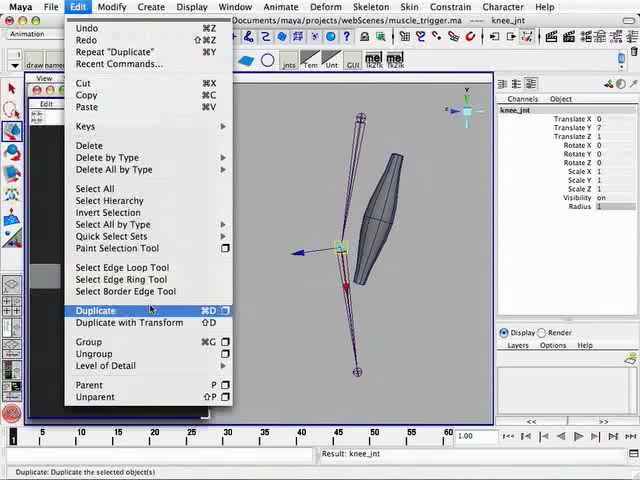 Maya File Edit Modify Create Display Window Animate Deform Skeleton Skin Constrain Character
Documents/maya/projects/webScenes/muscle_trigger.ma --- knee_jnt
Animation
draw name jnts Tem Unt GUI mel mel
ik2fk fk2ik
View
Edit
Undo ⌘Z
Redo ⇧⌘Z
Repeat "Duplicate" ⌘Y
Recent Commands...
Cut ⌘X
Copy ⌘C
Paste ⌘V
Keys
Delete
Delete by Type
Delete All by Type
Select All
Select Hierarchy
Invert Selection
Select All by Type
Quick Select Sets
Paint Selection Tool
Select Edge Loop Tool
Select Edge Ring Tool
Select Border Edge Tool
Duplicate ⌘D
Duplicate with Transform ⇧D
Group ⌘G
Ungroup
Level of Detail
Parent P
Unparent ⇧P
Y
z
Channels Object
knee_jnt
Translate X 0
Translate Y 7
Translate Z 1
Rotate X 0
Rotate Y 0
Rotate Z 0
Scale X 1
Scale Y 1
Scale Z 1
Visibility on
Radius 1
Display Render
Layers Options Help
<< >>
1 5 10 15 20 25 30 35 40 45 50 55 60 1.00
Result: knee_jnt
Duplicate: Duplicate the selected object(s)